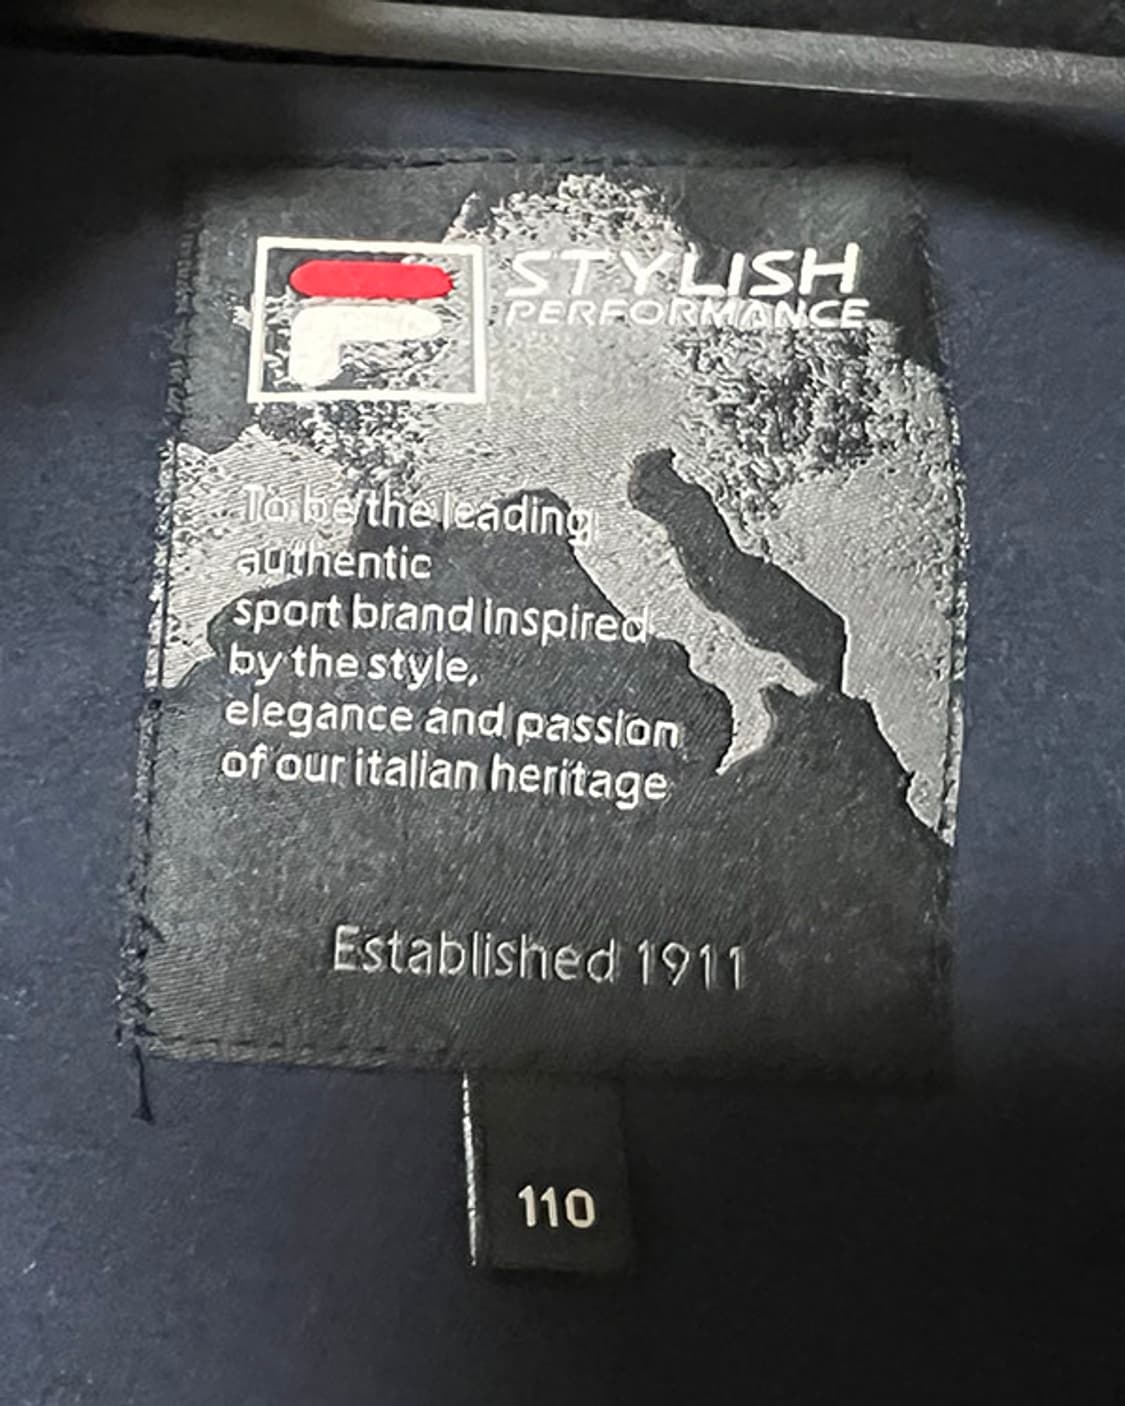 STYLISH
PERFORMANCE
To be the leading
authentic
sport brand inspired
by the style,
elegance and passion
of our italian heritage
Established 1911
110